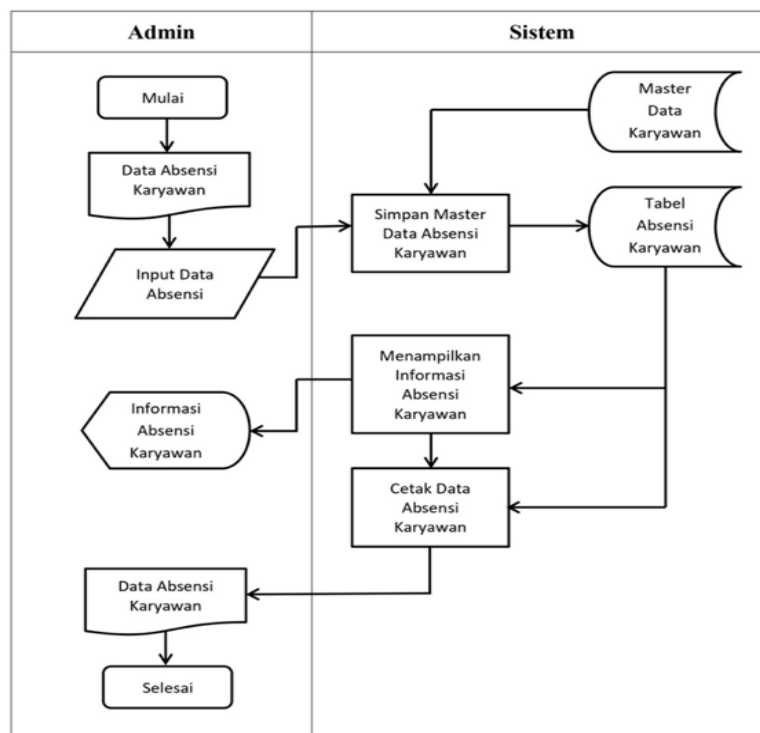 Admin
Sistem
Mulai
Master
Data
Karyawan
Data Absensi
Karyawan
Simpan Master
Data Absensi
Karyawan
Tabel
Absensi
Karyawan
Input Data
Absensi
Menampilkan
Informasi
Absensi
Karyawan
Informasi
Absensi
Karyawan
Cetak Data
Absensi
Karyawan
Data Absensi
Karyawan
Selesai